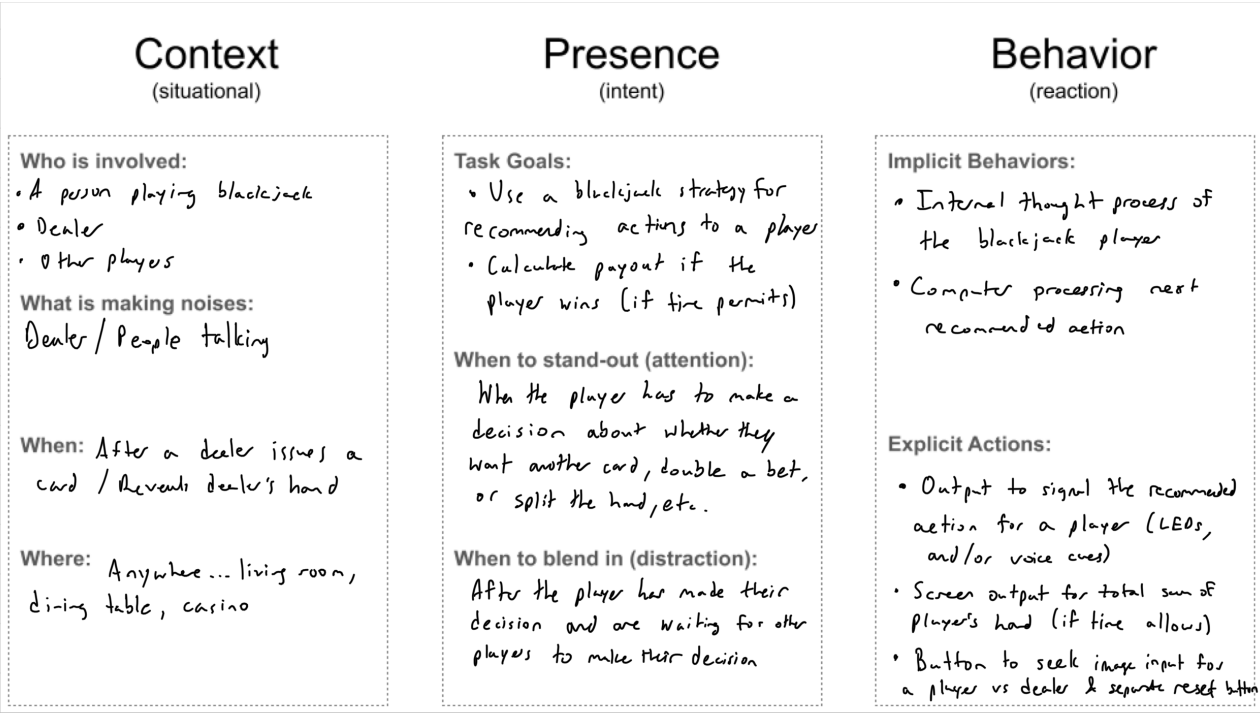 Context
(situational)
Who is involved:
• A person playing blackjack
• Dealer
• Other players
What is making noises:
Dealer / People talking
When: After a dealer issues a
card / Reveals dealer's hand
Where: Anywhere... living room,
dining table, casino
Presence
(intent)
Task Goals:
• Use a blackjack strategy for
recommending actions to a player
• Calculate payout if the
player wins (if time permits)
When to stand-out (attention):
When the player has to make a
decision about whether they
want another card, double a bet,
or split the hand, etc.
When to blend in (distraction):
After the player has made their
decision and are waiting for other
players to make their decision
Behavior
(reaction)
Implicit Behaviors:
• Internal thought process of
the blackjack player
• Computer processing next
recommended action
Explicit Actions:
• Output to signal the recommended
action for a player (LEDs,
and/or voice cues)
• Screen output for total sum of
player's hand (if time allows)
• Button to seek image input for
a player vs dealer & separate reset button